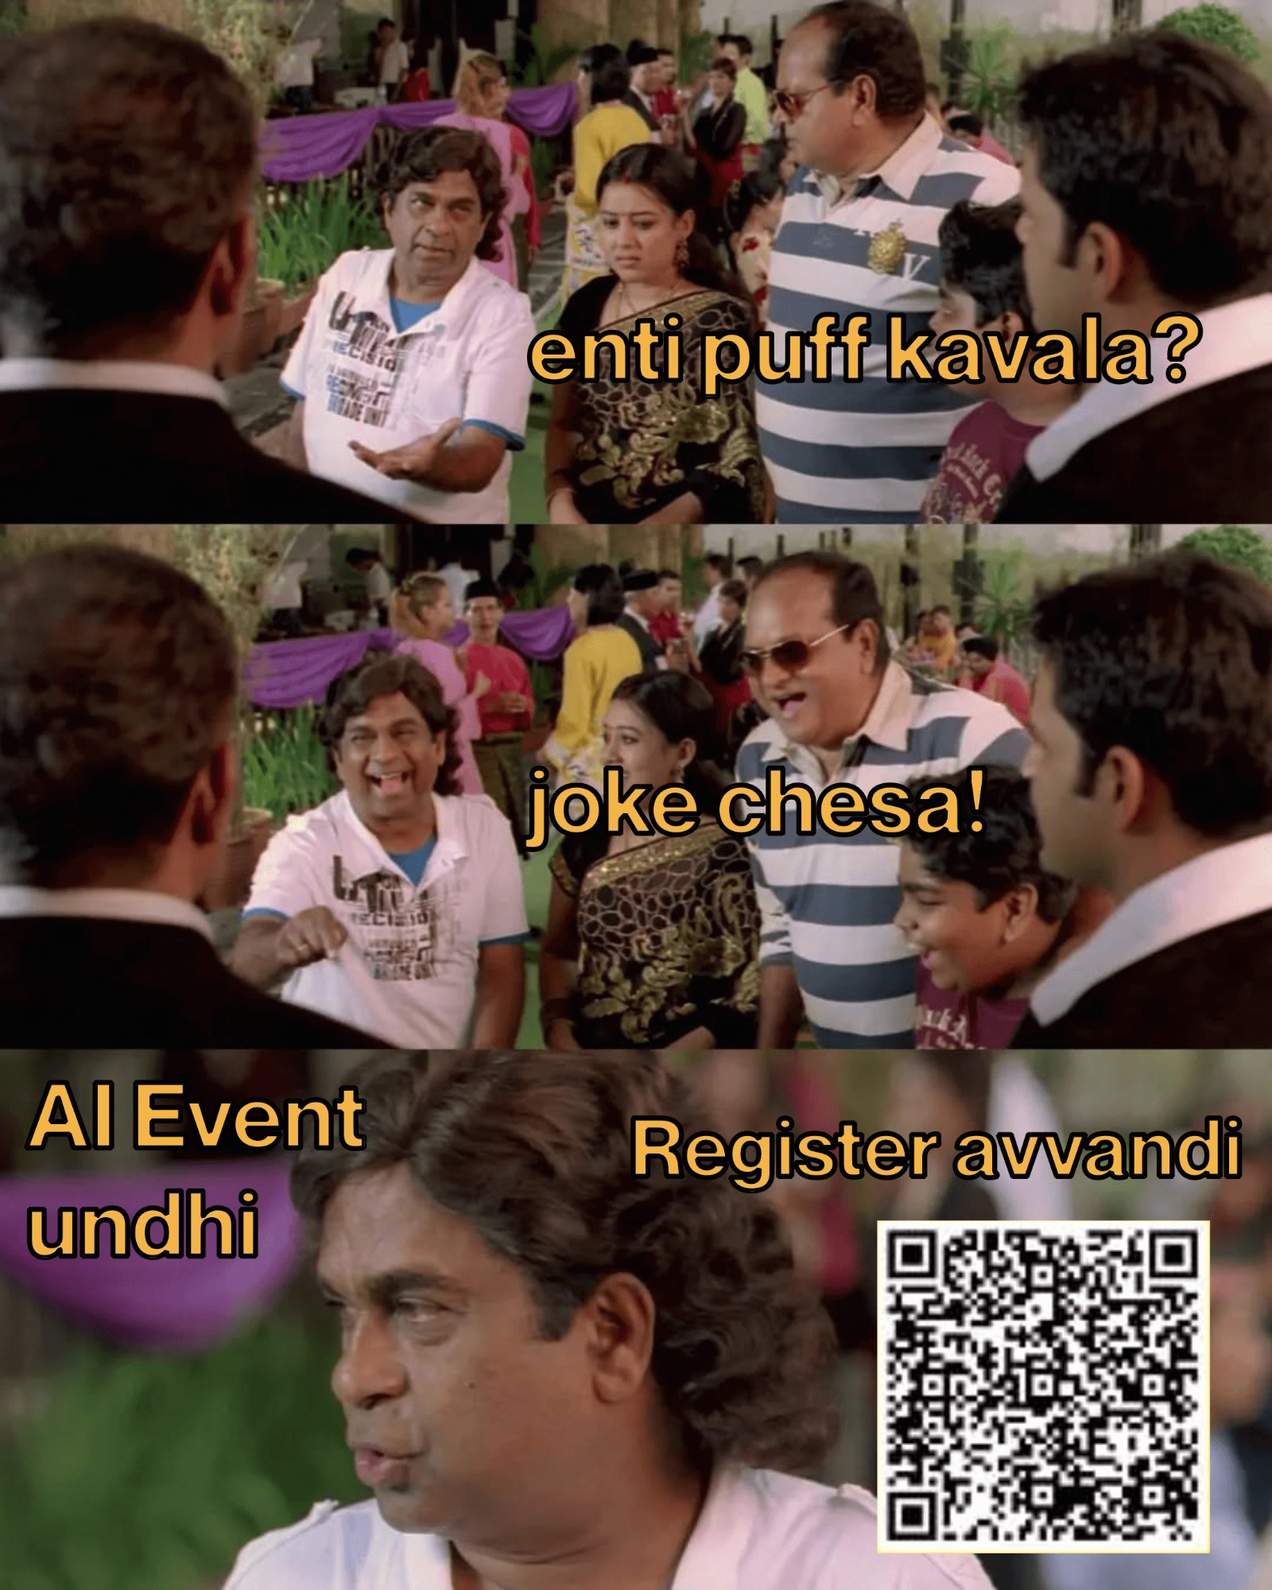 enti puff kavala?
joke chesa!
AI Event
undhi
Register avvandi